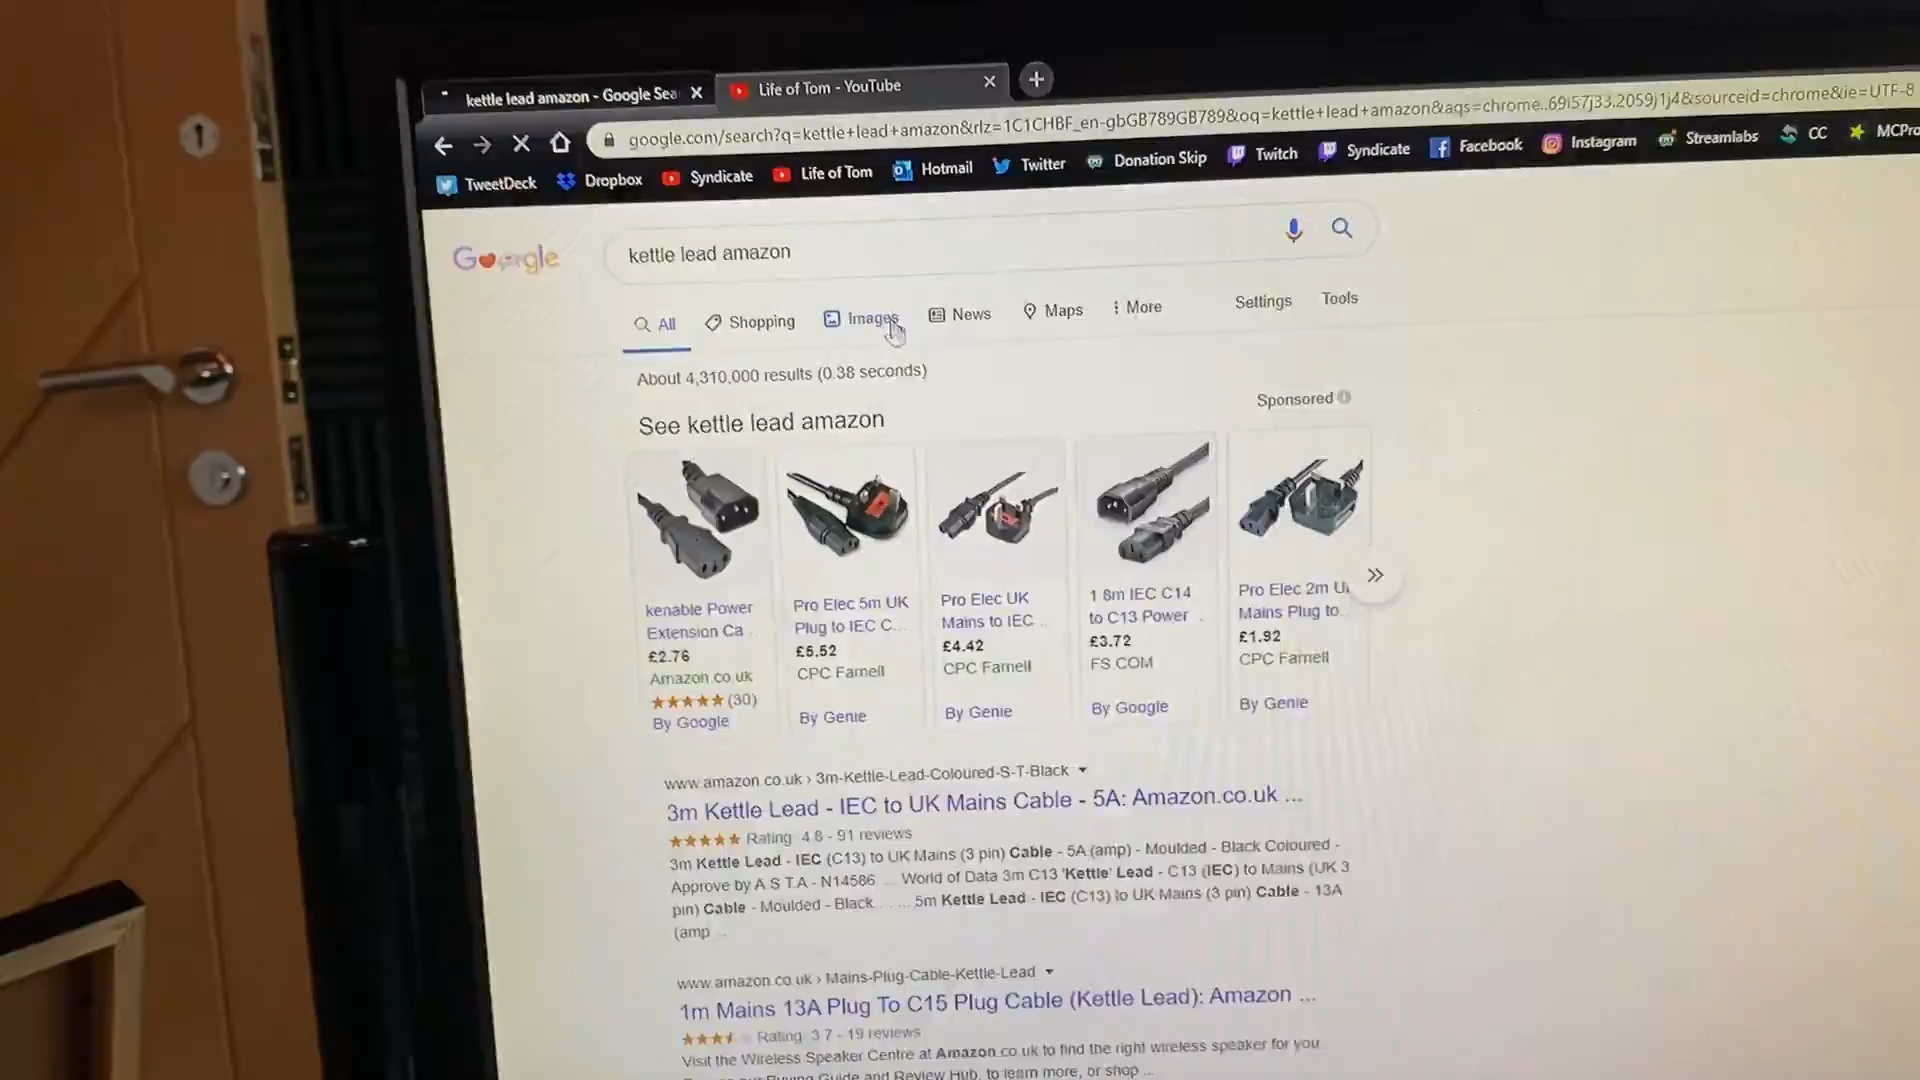 kettle lead amazon - Google Sea
Life of Tom - YouTube
google.com/search?q=kettle+lead+amazon&rlz=1C1CHBF_en-gbGB789GB789&oq=kettle+lead+amazon&aqs=chrome..69i57j33.2059j1j4&sourceid=chrome&ie=UTF-8
TweetDeck Dropbox Syndicate Life of Tom Hotmail Twitter Donation Skip Twitch Syndicate Facebook Instagram Streamlabs CC MCPro
Google
kettle lead amazon
All Shopping Images News Maps More Settings Tools
About 4,310,000 results (0.38 seconds)
See kettle lead amazon
Sponsored
kenable Power
Extension Ca...
£2.76
Amazon.co.uk
(30)
By Google
Pro Elec 5m UK
Plug to IEC C...
£5.52
CPC Farnell
By Genie
Pro Elec UK
Mains to IEC ...
£4.42
CPC Farnell
By Genie
1 8m IEC C14
to C13 Power ...
£3.72
FS.COM
By Google
Pro Elec 2m U
Mains Plug to...
£1.92
CPC Farnell
By Genie
www.amazon.co.uk › 3m-Kettle-Lead-Coloured-S-T-Black
3m Kettle Lead - IEC to UK Mains Cable - 5A: Amazon.co.uk ...
Rating: 4.8 - 91 reviews
3m Kettle Lead - IEC (C13) to UK Mains (3 pin) Cable - 5A (amp) - Moulded - Black Coloured -
Approve by A.S.T.A - N14586. ... World of Data 3m C13 'Kettle' Lead - C13 (IEC) to Mains (UK 3
pin) Cable - Moulded - Black. ... 5m Kettle Lead - IEC (C13) to UK Mains (3 pin) Cable - 13A
(amp ...
www.amazon.co.uk › Mains-Plug-Cable-Kettle-Lead
1m Mains 13A Plug To C15 Plug Cable (Kettle Lead): Amazon ...
Rating: 3.7 - 19 reviews
Visit the Wireless Speaker Centre at Amazon.co.uk to find the right wireless speaker for you.
Buying Guide and Review Hub, to learn more, or shop ...